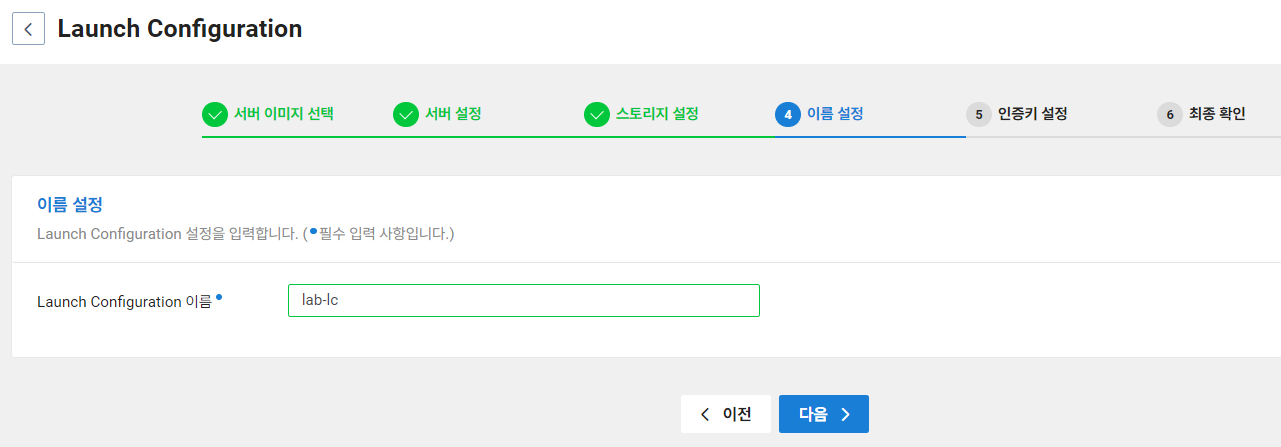 Launch Configuration
서버 이미지 선택
서버 설정
스토리지 설정
4 이름 설정
5 인증키 설정
6 최종 확인
이름 설정
Launch Configuration 설정을 입력합니다. (•필수 입력 사항입니다.)
Launch Configuration 이름• lab-lc
이전 다음